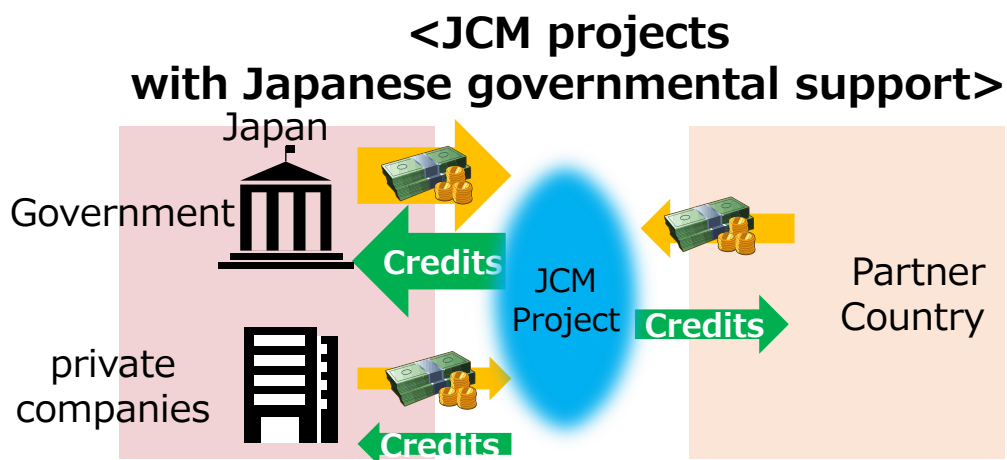 <JCM projects
with Japanese governmental support>
Japan
Government
Credits
JCM
Project
Partner
Country
Credits
private
companies
Credits